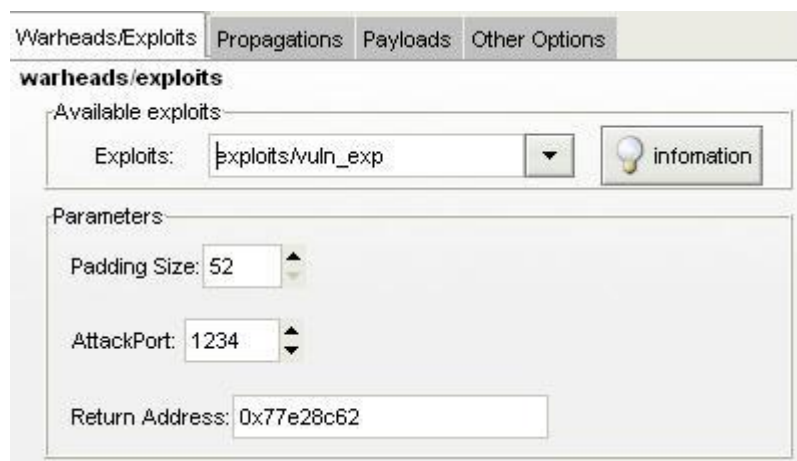 Warheads/Exploits Propagations Payloads Other Options
warheads/exploits
Available exploits
Exploits: exploits/vuln_exp infomation
Parameters
Padding Size: 52
AttackPort: 1234
Return Address: 0x77e28c62